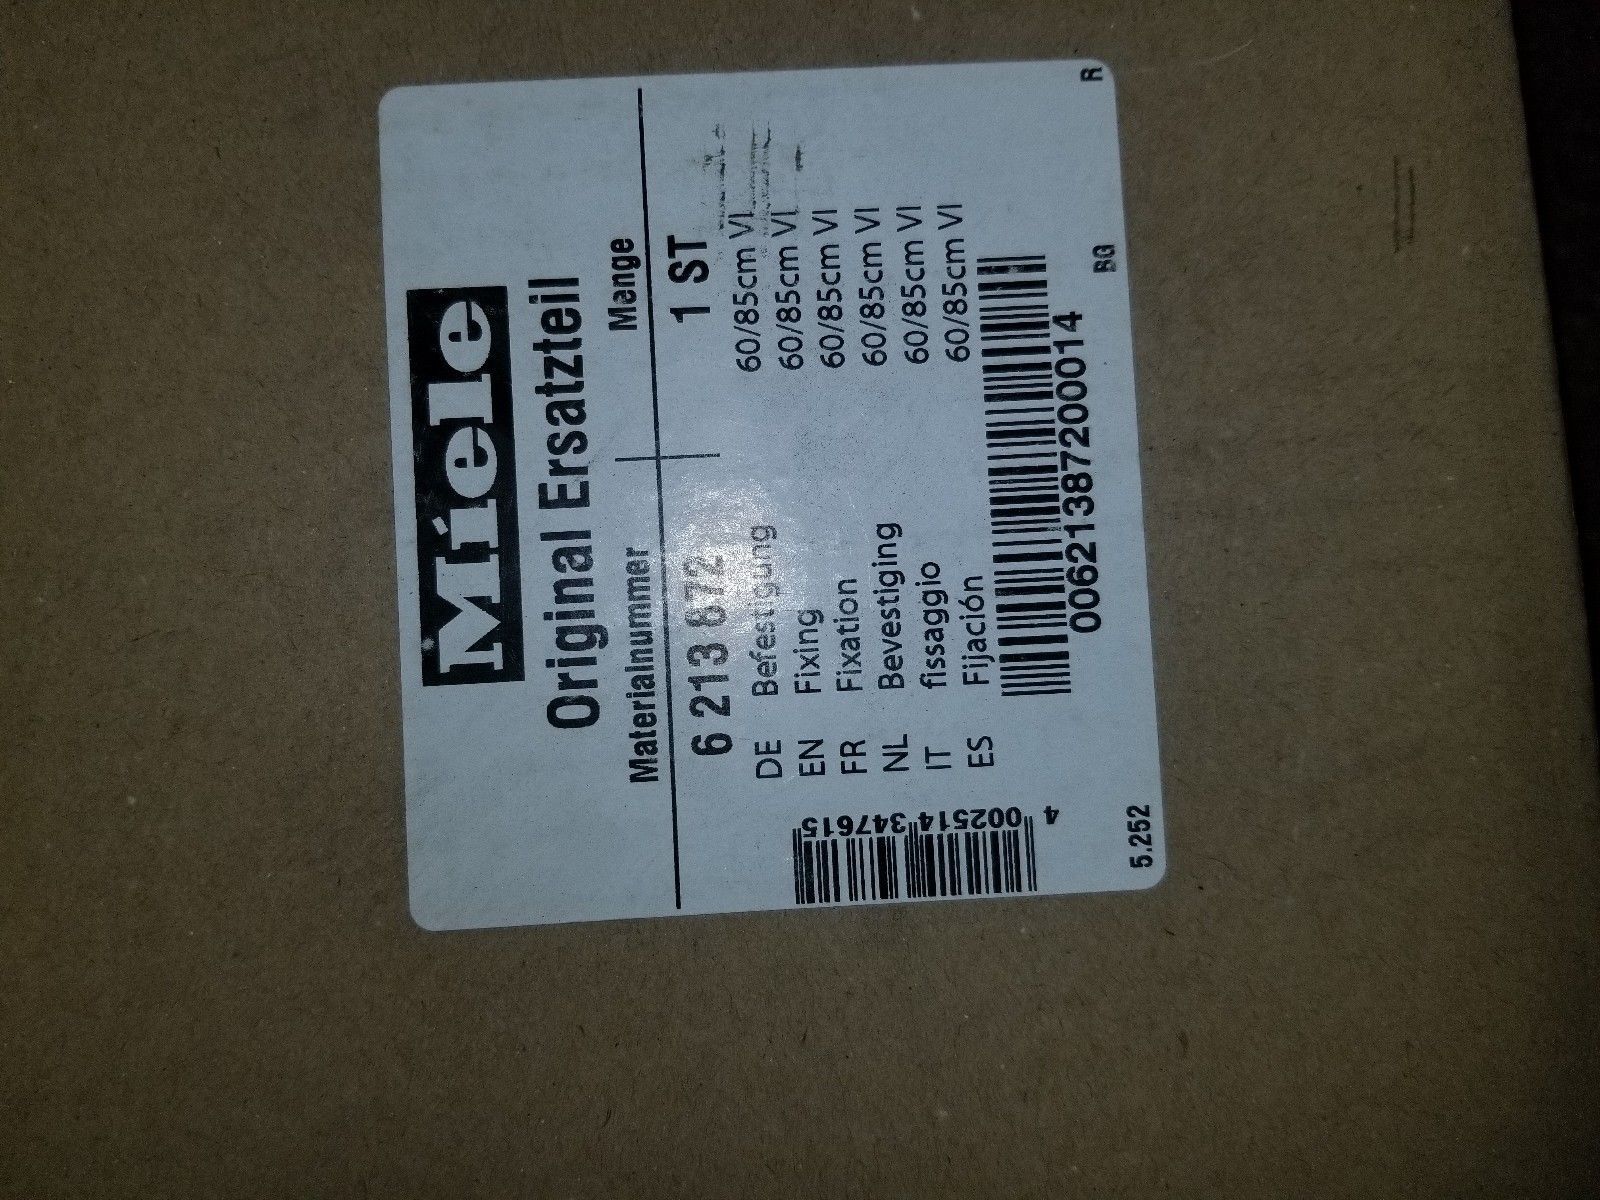 Miele
Original Ersatzteil
Materialnummer Menge
6 213 872 1 ST
DE Befestigung 60/85cm VI
EN Fixing 60/85cm VI
FR Fixation 60/85cm VI
NL Bevestiging 60/85cm VI
IT fissaggio 60/85cm VI
ES Fijación 60/85cm VI
4 002514 347615
00621387200014
5.252 BG R